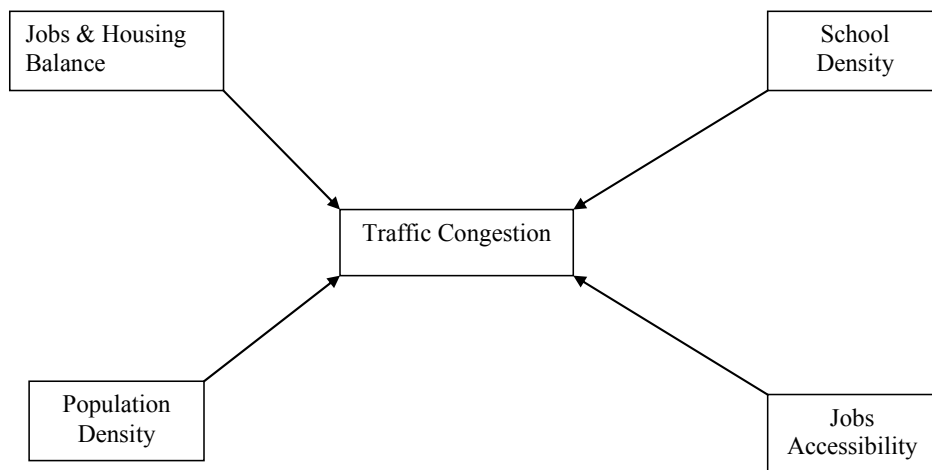 Jobs & Housing
Balance
School
Density
Traffic Congestion
Population
Density
Jobs
Accessibility